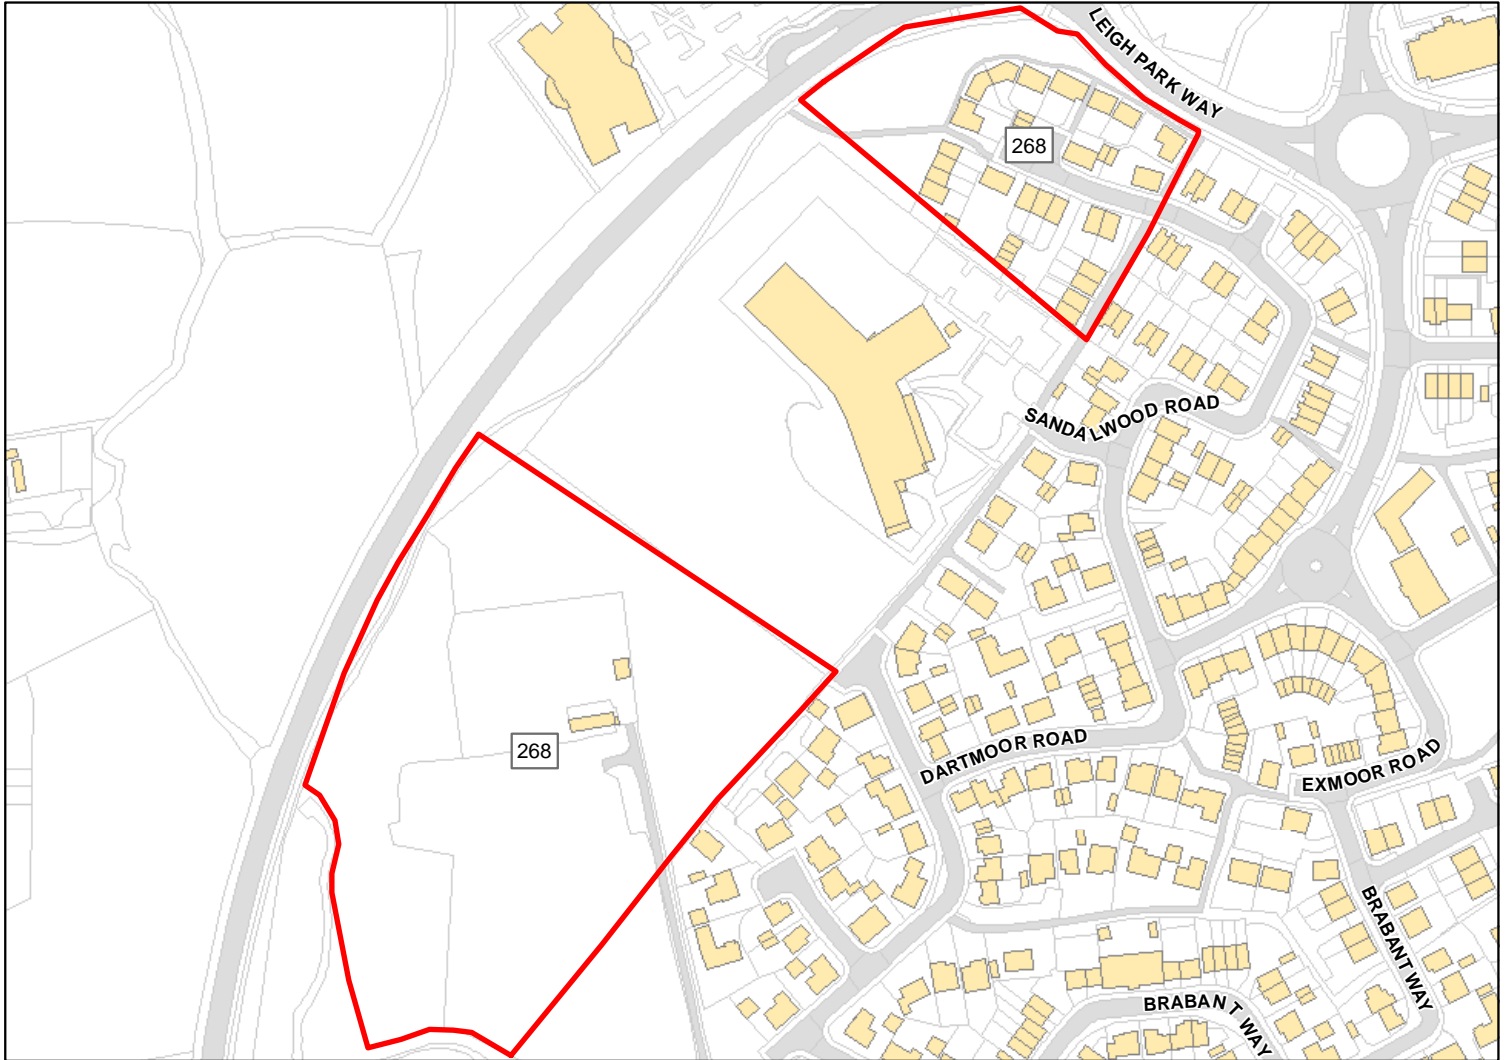 LEIGH PARK WAY
268
SANDALWOOD ROAD
268
DARTMOOR ROAD
EXMOOR ROAD
BRABANT WAY
BRABANT WAY